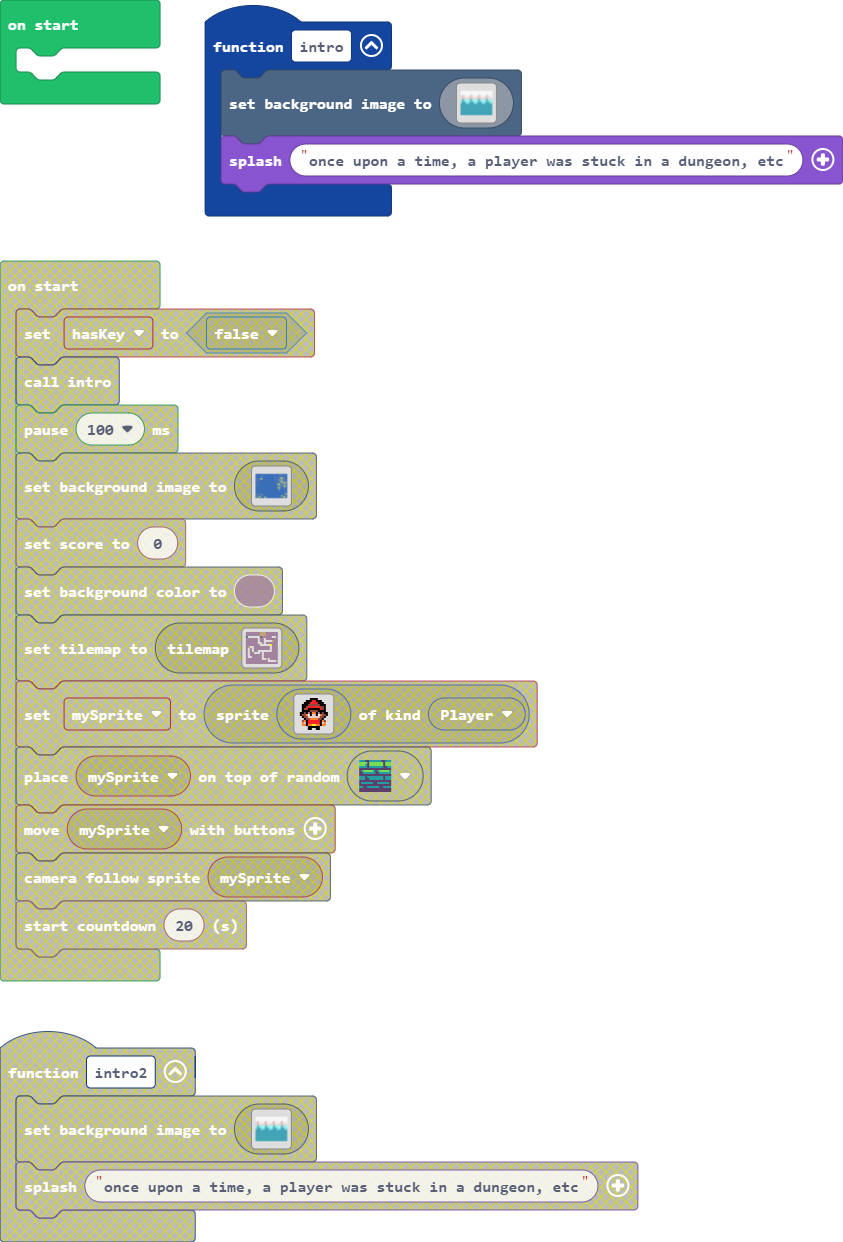 on start
function intro
set background image to
splash "once upon a time, a player was stuck in a dungeon, etc"
on start
set hasKey to false
call intro
pause 100 ms
set background image to
set score to 0
set background color to
set tilemap to tilemap
set mySprite to sprite of kind Player
place mySprite on top of random
move mySprite with buttons
camera follow sprite mySprite
start countdown 20 (s)
function intro2
set background image to
splash "once upon a time, a player was stuck in a dungeon, etc"